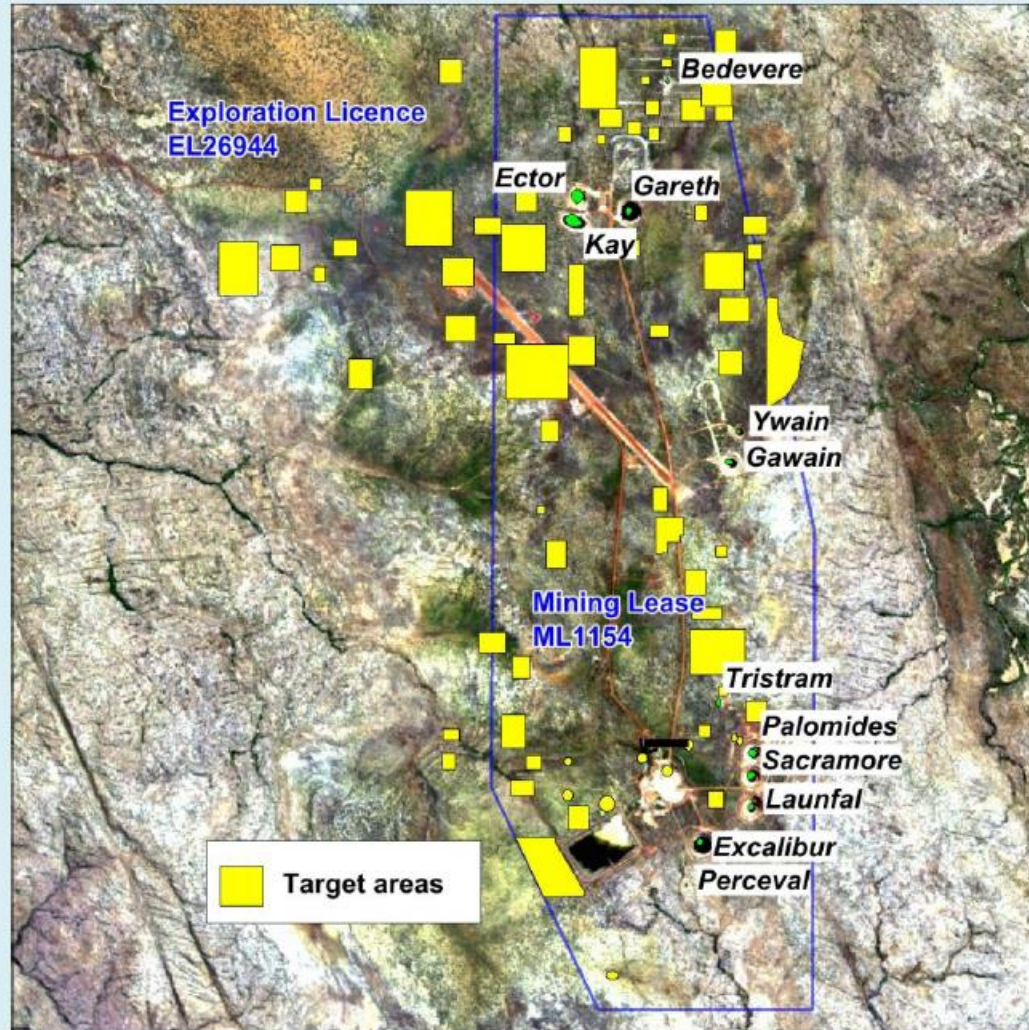 Bedevere
Exploration Licence
EL26944
Ector
Gareth
Kay
Ywain
Gawain
Mining Lease
ML1154
Tristram
Palomides
Sacramore
Launfal
Excalibur
Perceval
Target areas